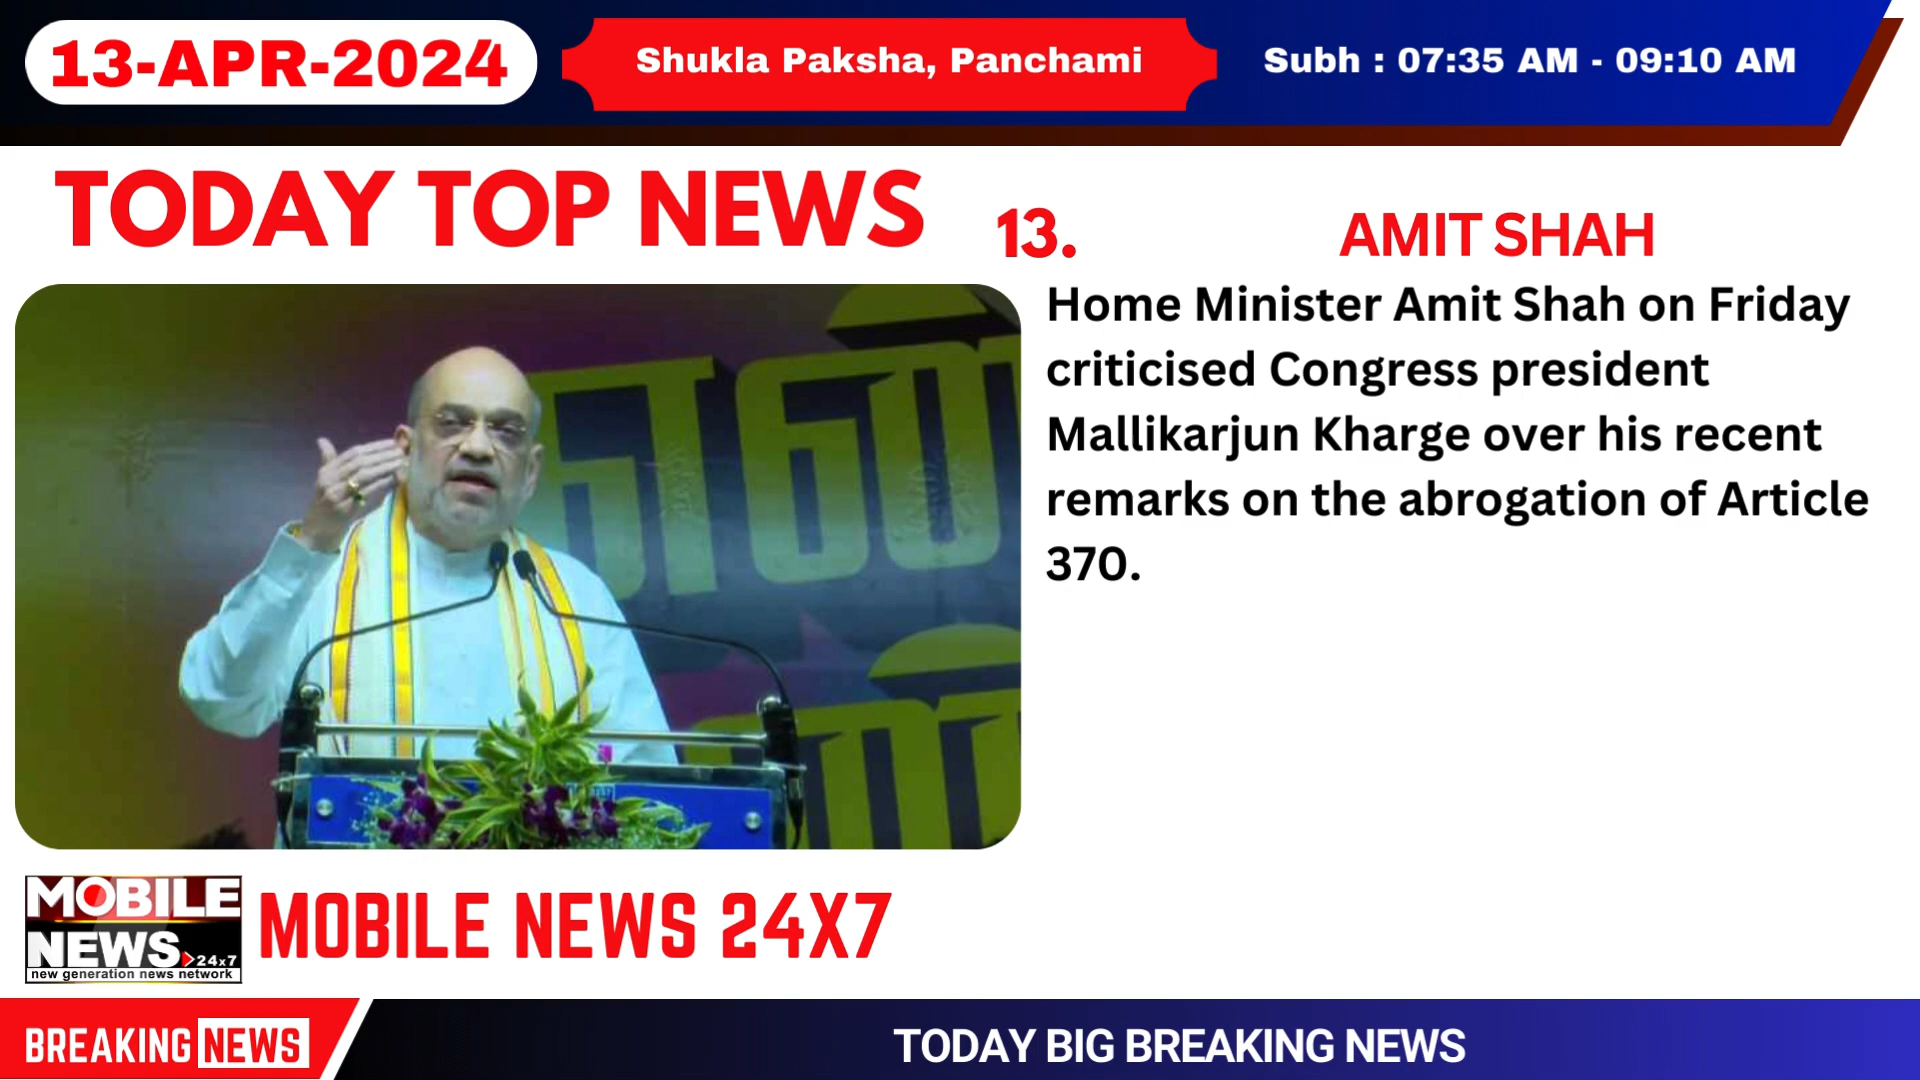 13-APR-2024
Shukla Paksha, Panchami
Subh : 07:35 AM - 09:10 AM
TODAY TOP NEWS
13.
AMIT SHAH
Home Minister Amit Shah on Friday
criticised Congress president
Mallikarjun Kharge over his recent
remarks on the abrogation of Article
370.
MOBILE
NEWS 24x7
new generation news network
MOBILE NEWS 24X7
BREAKING NEWS
TODAY BIG BREAKING NEWS